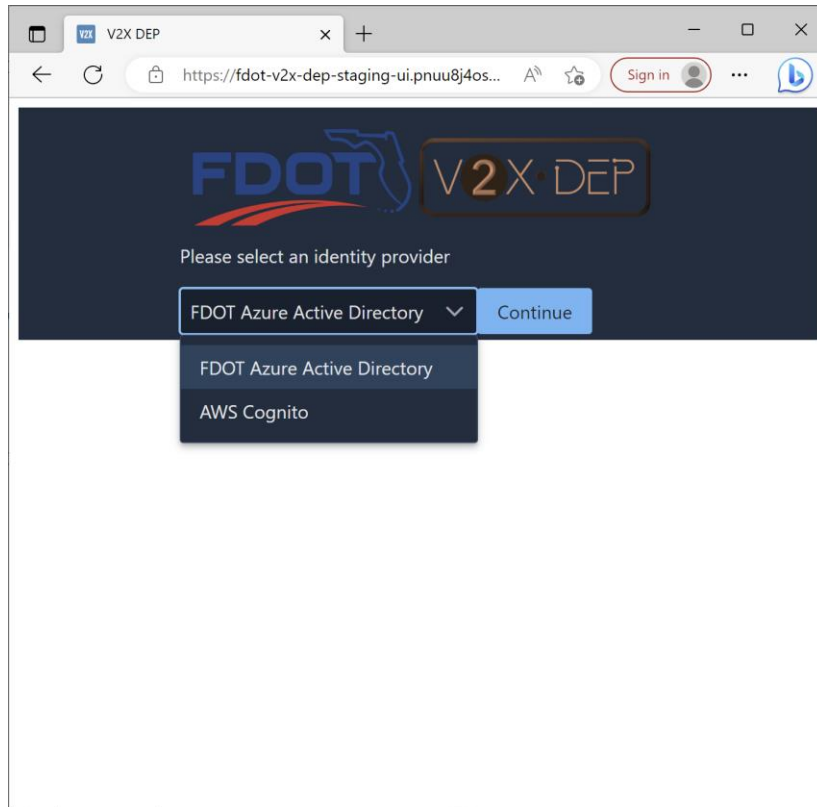 V2X V2X DEP
https://fdot-v2x-dep-staging-ui.pnuu8j4os... A Sign in
FDOT V2X·DEP
Please select an identity provider
FDOT Azure Active Directory Continue
FDOT Azure Active Directory
AWS Cognito